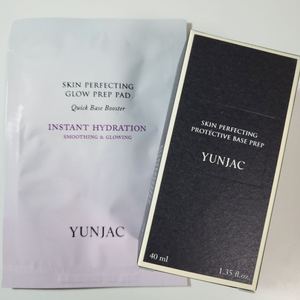 SKIN PERFECTING
GLOW PREP PAD
Quick Base Booster
INSTANT HYDRATION
SMOOTHING & GLOWING
YUNJAC
SKIN PERFECTING
PROTECTIVE BASE PREP
YUNJAC
40 ml
1.35 fl.oz.